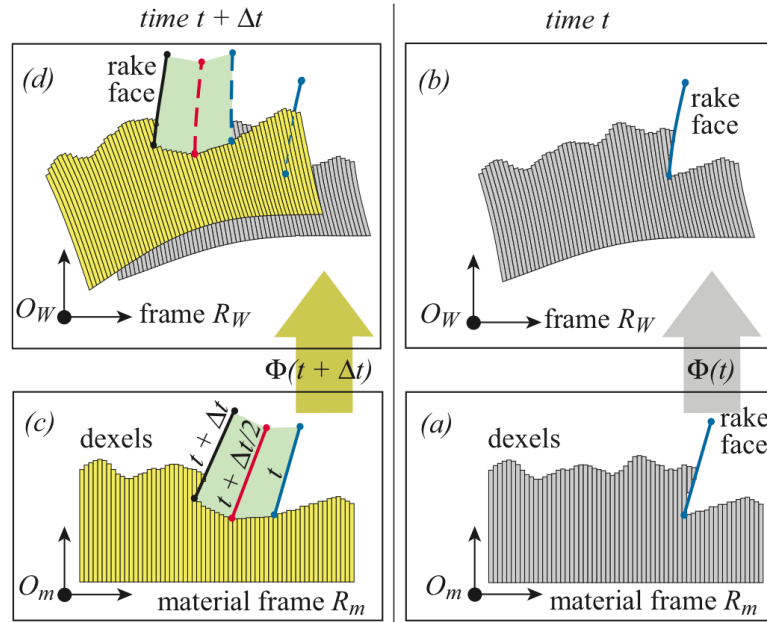 time t + Δt
time t
(d)
rake
face
O_W
frame R_W
(b)
rake
face
O_W
frame R_W
Φ(t + Δt)
Φ(t)
(c)
dexels
t + Δt
t + Δt/2
t
O_m
material frame R_m
(a)
dexels
rake
face
O_m
material frame R_m